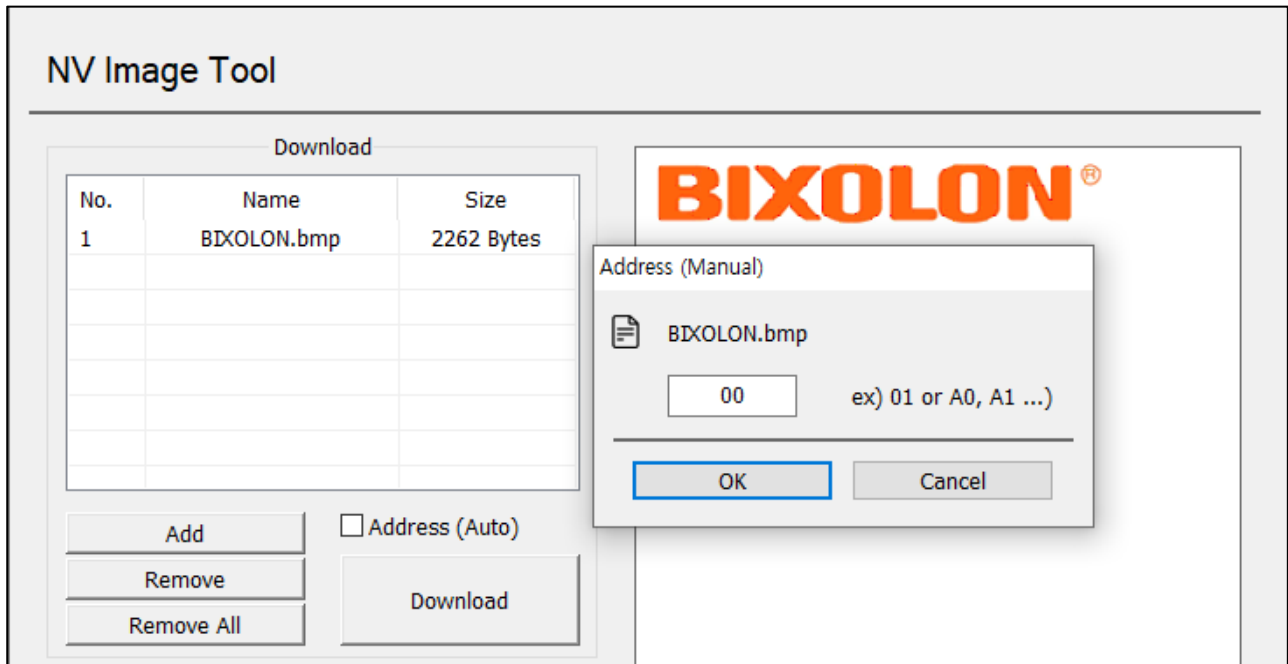 NV Image Tool
Download
No. Name Size
1 BIXOLON.bmp 2262 Bytes
Add
Remove
Remove All
Address (Auto)
Download
BIXOLON®
Address (Manual)
BIXOLON.bmp
00 ex) 01 or A0, A1 ...)
OK Cancel